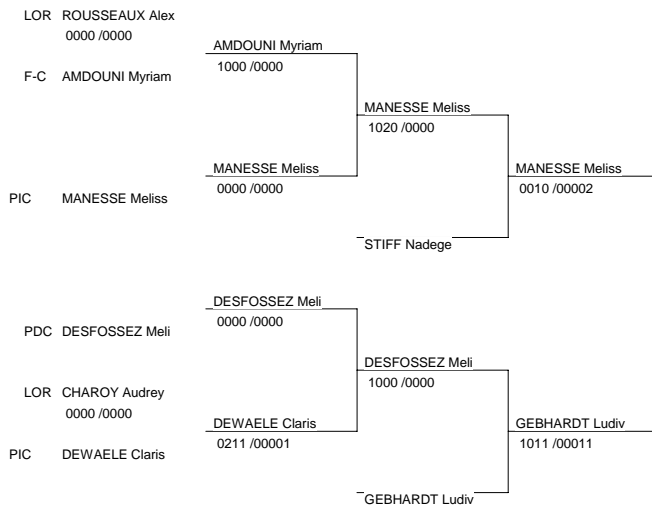 LOR ROUSSEAUX Alex
0000 /0000
AMDOUNI Myriam
1000 /0000
F-C AMDOUNI Myriam
MANESSE Meliss
1020 /0000
MANESSE Meliss
0000 /0000
MANESSE Meliss
0010 /00002
PIC MANESSE Meliss
STIFF Nadege
DESFOSSEZ Meli
0000 /0000
PDC DESFOSSEZ Meli
DESFOSSEZ Meli
1000 /0000
LOR CHAROY Audrey
0000 /0000
DEWAELE Claris
0211 /00001
GEBHARDT Ludiv
1011 /00011
PIC DEWAELE Claris
GEBHARDT Ludiv